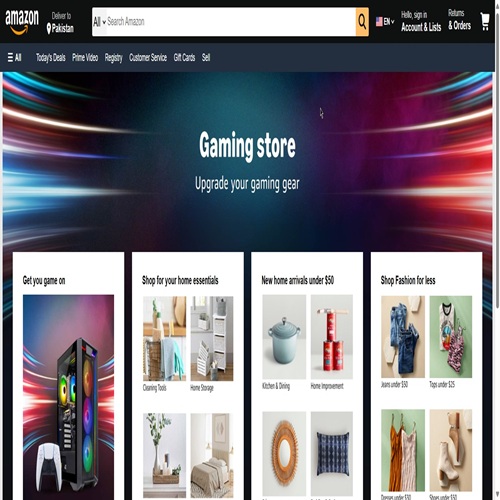 amazon
Deliver to
Pakistan
All
Search Amazon
EN
Hello, sign in
Account & Lists
Returns
& Orders
All
Today's Deals
Prime Video
Registry
Customer Service
Gift Cards
Sell
Gaming store
Upgrade your gaming gear
Get you game on
Shop for your home essentials
Cleaning Tools
Home Storage
New home arrivals under $50
Kitchen & Dining
Home Improvement
Shop Fashion for less
Jeans under $50
Tops under $25
Dresses under $30
Shoes under $50